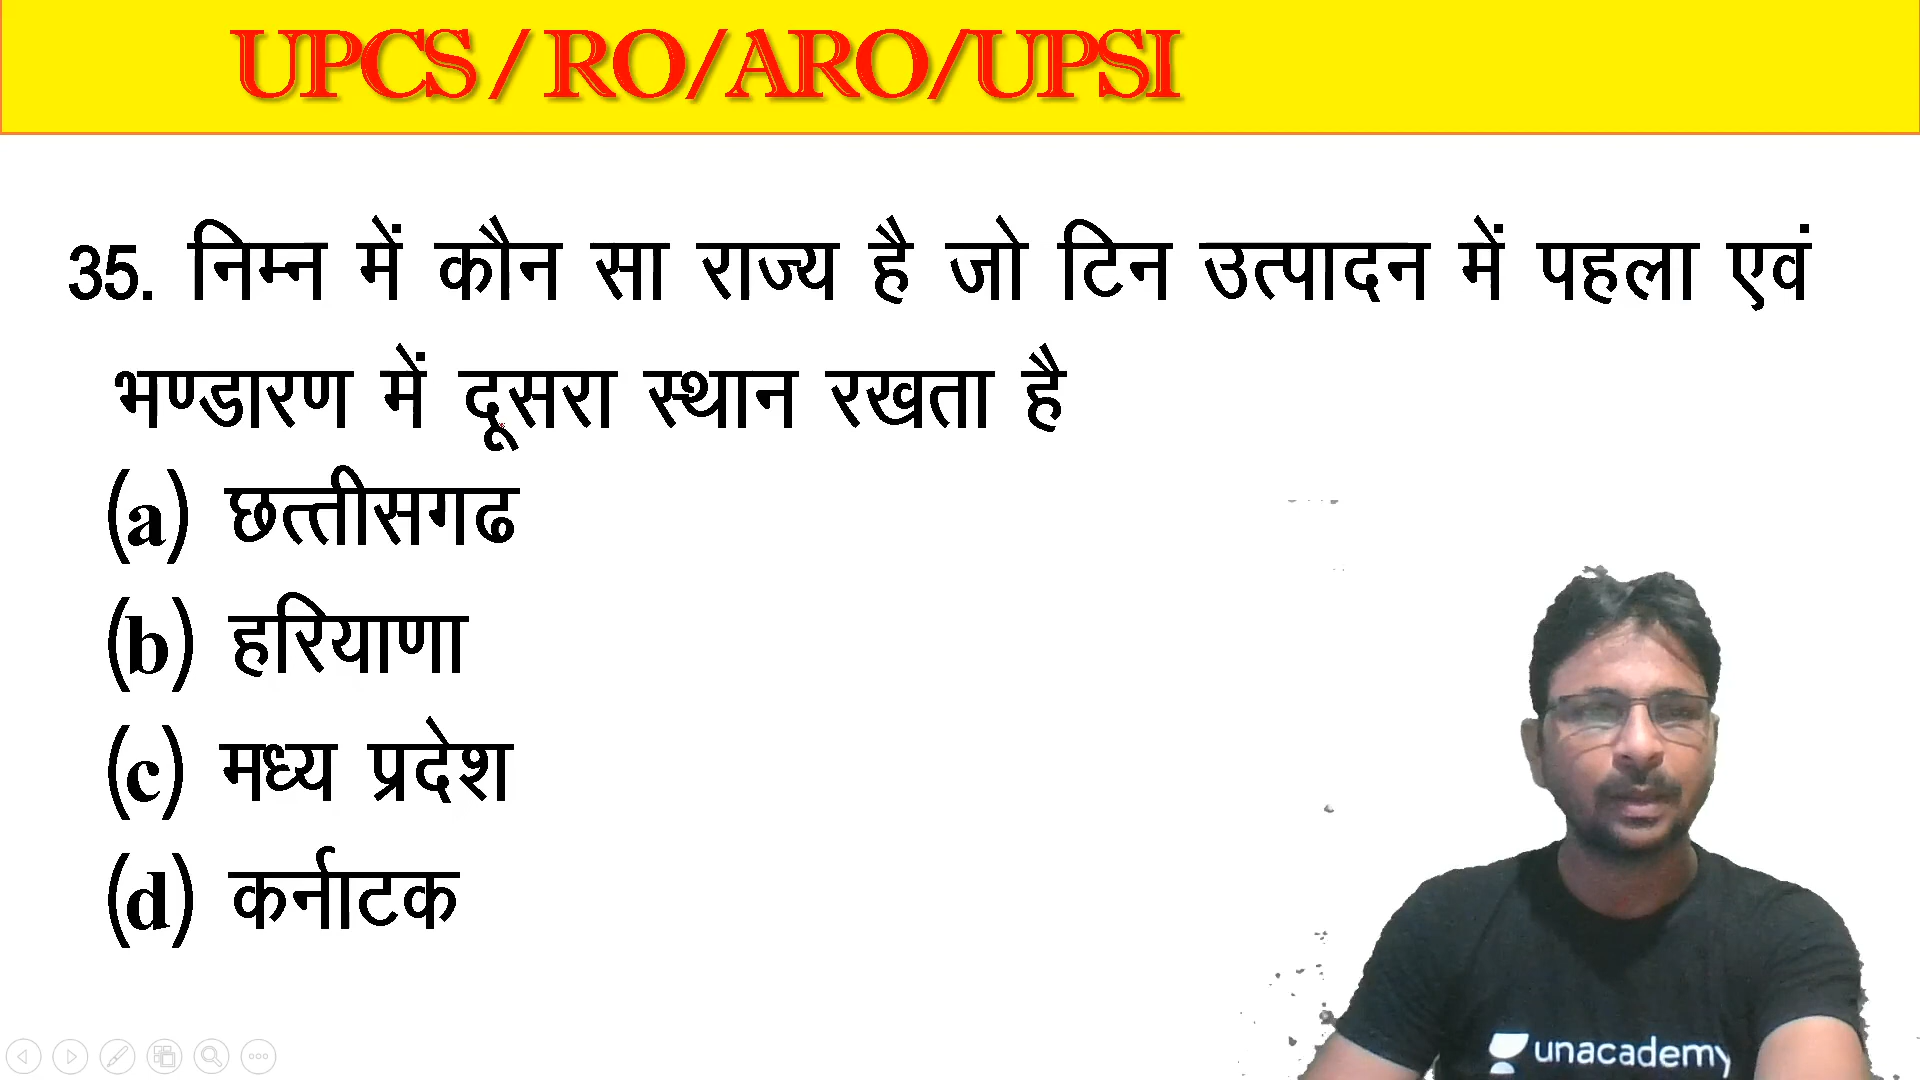 UPCS / RO/ARO/UPSI
35. निम्न में कौन सा राज्य है जो टिन उत्पादन में पहला एवं
भण्डारण में दूसरा स्थान रखता है
(a) छत्तीसगढ
(b) हरियाणा
(c) मध्य प्रदेश
(d) कर्नाटक
unacademy